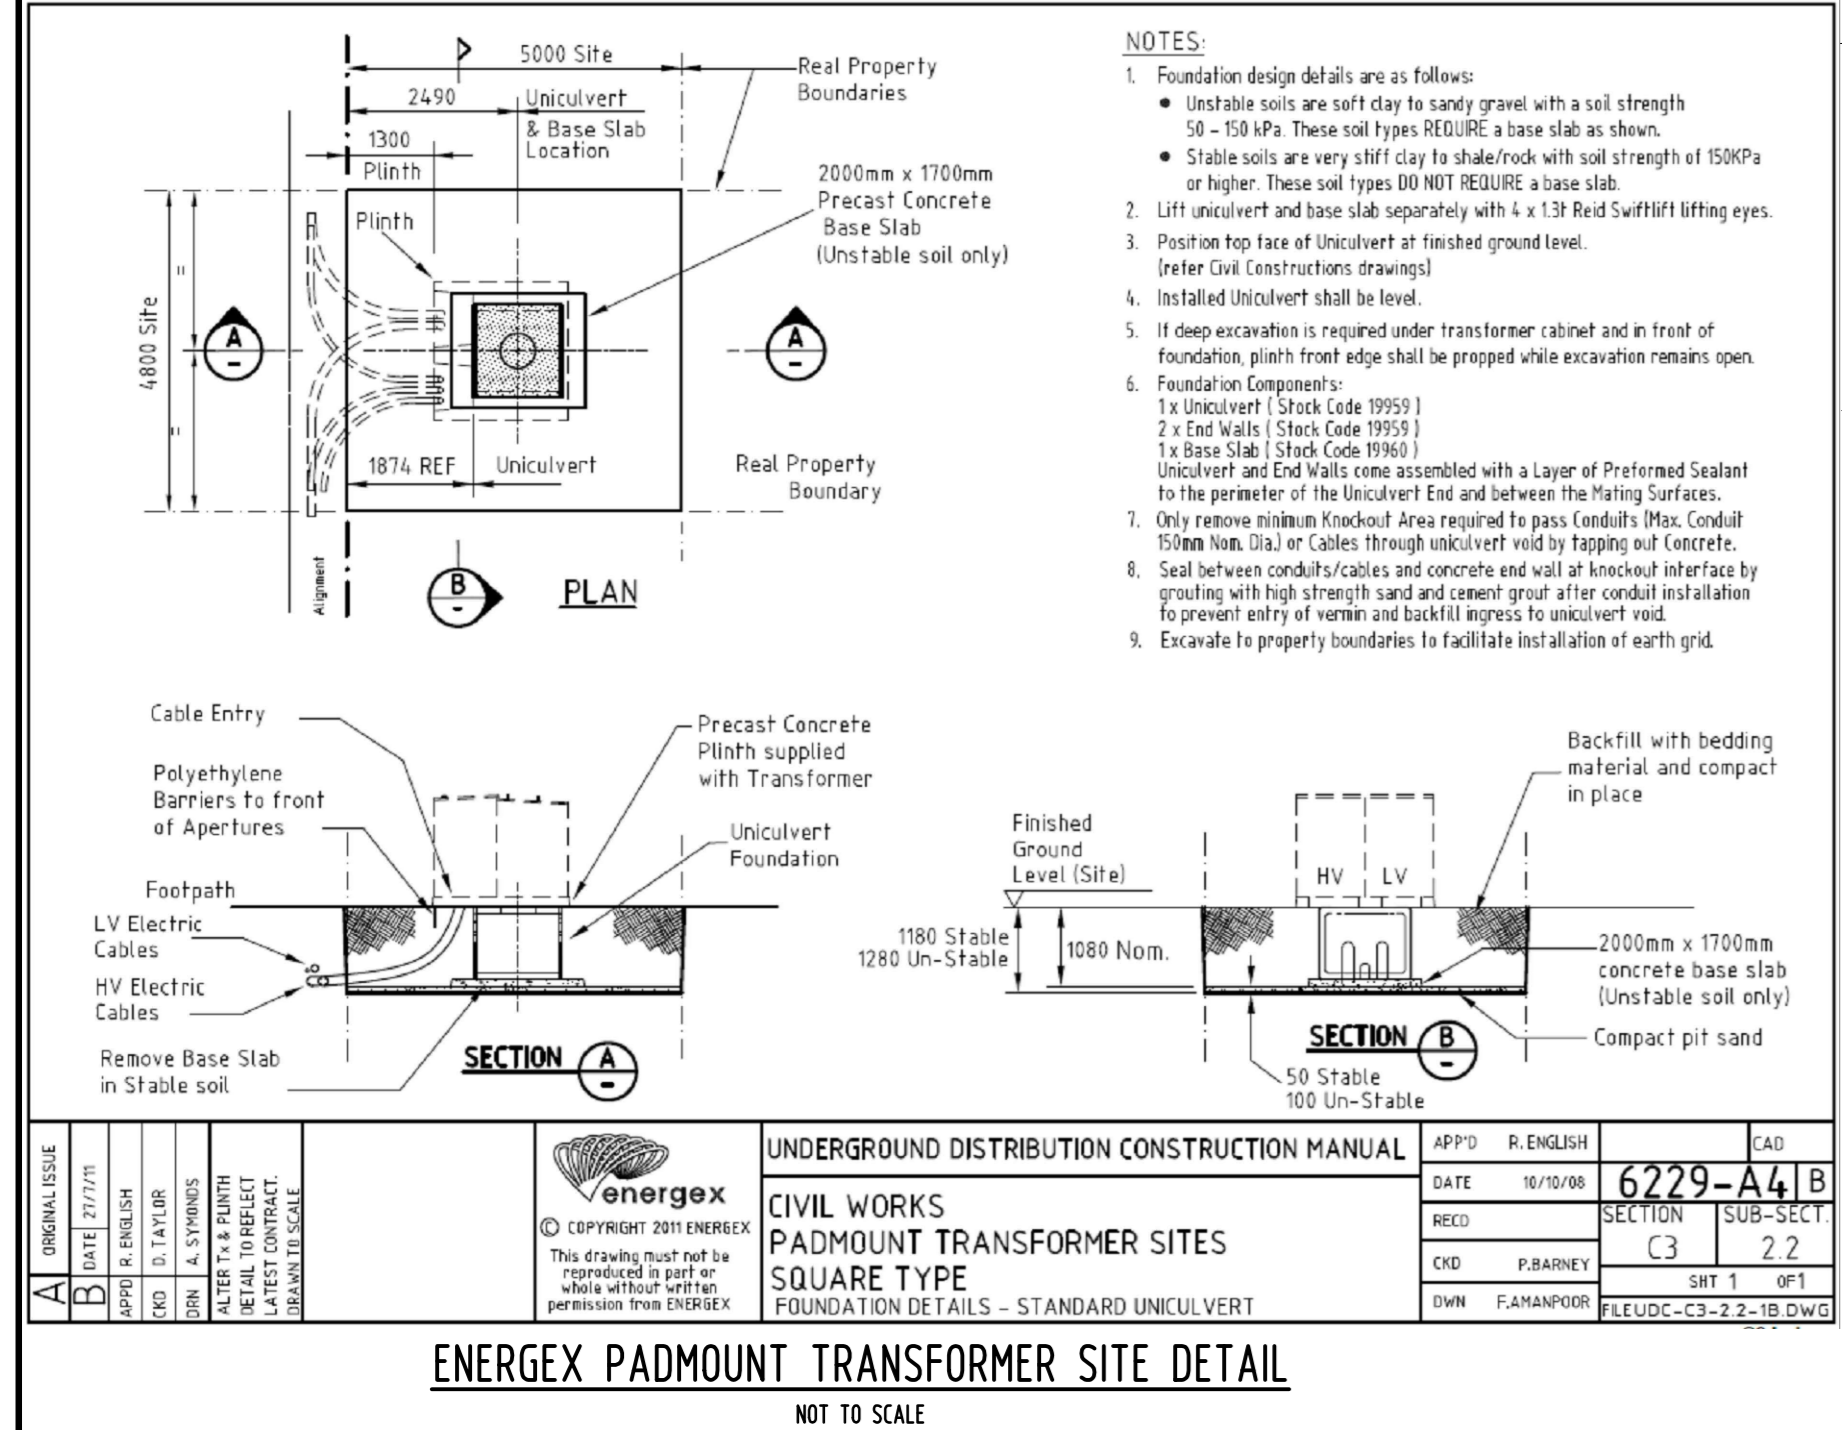 5000 Site
Real Property
Boundaries
2490
Uniculvert
& Base Slab
Location
1300
Plinth
2000mm x 1700mm
Precast Concrete
Base Slab
(Unstable soil only)
Plinth
4800 Site
=
=
A
-
A
-
1874 REF
Uniculvert
Real Property
Boundary
Alignment
B
-
PLAN
NOTES:
1. Foundation design details are as follows:
● Unstable soils are soft clay to sandy gravel with a soil strength
50 - 150 kPa. These soil types REQUIRE a base slab as shown.
● Stable soils are very stiff clay to shale/rock with soil strength of 150KPa
or higher. These soil types DO NOT REQUIRE a base slab.
2. Lift uniculvert and base slab separately with 4 x 1.3t Reid Swiftlift lifting eyes.
3. Position top face of Uniculvert at finished ground level.
(refer Civil Constructions drawings)
4. Installed Uniculvert shall be level.
5. If deep excavation is required under transformer cabinet and in front of
foundation, plinth front edge shall be propped while excavation remains open.
6. Foundation Components:
1 x Uniculvert ( Stock Code 19959 )
2 x End Walls ( Stock Code 19959 )
1 x Base Slab ( Stock Code 19960 )
Uniculvert and End Walls come assembled with a Layer of Preformed Sealant
to the perimeter of the Uniculvert End and between the Mating Surfaces.
7. Only remove minimum Knockout Area required to pass Conduits (Max. Conduit
150mm Nom. Dia.) or Cables through uniculvert void by tapping out Concrete.
8, Seal between conduits/cables and concrete end wall at knockout interface by
grouting with high strength sand and cement grout after conduit installation
to prevent entry of vermin and backfill ingress to uniculvert void.
9. Excavate to property boundaries to facilitate installation of earth grid.
Cable Entry
Polyethylene
Barriers to front
of Apertures
Footpath
LV Electric
Cables
HV Electric
Cables
Remove Base Slab
in Stable soil
Precast Concrete
Plinth supplied
with Transformer
Uniculvert
Foundation
SECTION A
-
Finished
Ground
Level (Site)
1180 Stable
1280 Un-Stable
1080 Nom.
HV LV
Backfill with bedding
material and compact
in place
2000mm x 1700mm
concrete base slab
(Unstable soil only)
Compact pit sand
SECTION B
-
50 Stable
100 Un-Stable
A ORIGINAL ISSUE
B DATE 27/7/11
APPD R. ENGLISH
CKD D. TAYLOR
DRN A. SYMONDS
ALTER Tx & PLINTH
DETAIL TO REFLECT
LATEST CONTRACT.
DRAWN TO SCALE
energex
© COPYRIGHT 2011 ENERGEX
This drawing must not be
reproduced in part or
whole without written
permission from ENERGEX
UNDERGROUND DISTRIBUTION CONSTRUCTION MANUAL
CIVIL WORKS
PADMOUNT TRANSFORMER SITES
SQUARE TYPE
FOUNDATION DETAILS - STANDARD UNICULVERT
APP'D R. ENGLISH
DATE 10/10/08
RECD
CKD P.BARNEY
DWN F.AMANPOOR
CAD
6229-A4 B
SECTION SUB-SECT.
C3 2.2
SHT 1 OF1
FILEUDC-C3-2.2-1B.DWG
ENERGEX PADMOUNT TRANSFORMER SITE DETAIL
NOT TO SCALE